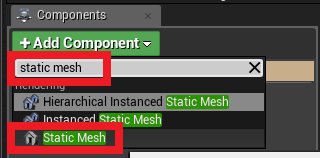 Components
+ Add Component
static mesh
Rendering
Hierarchical Instanced Static Mesh
Instanced Static Mesh
Static Mesh